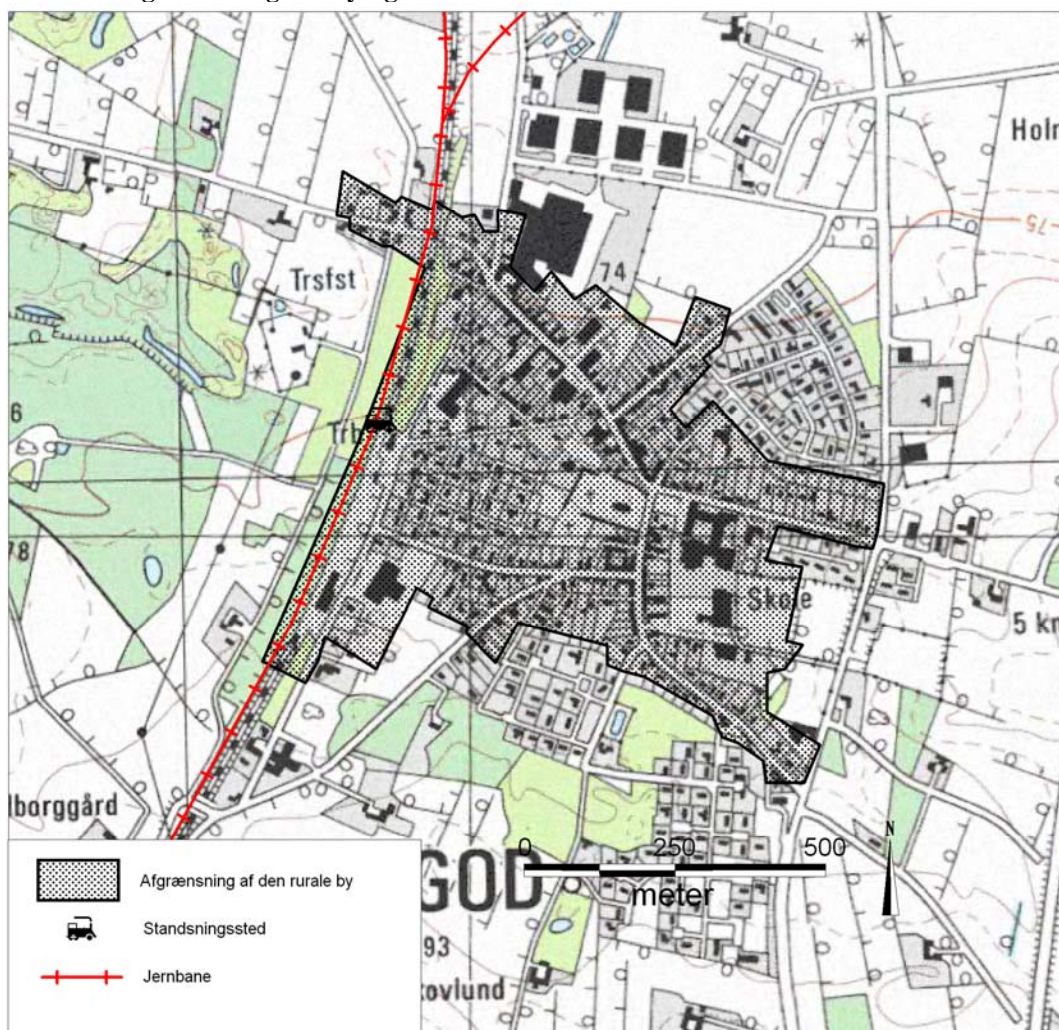 Holm
75
74
Trsfst
Trb
6
78
Skole
5 km
lborggård
N
0 250 500
meter
GOD
93
kovlund
Afgrænsning af den rurale by
Standsningssted
Jernbane